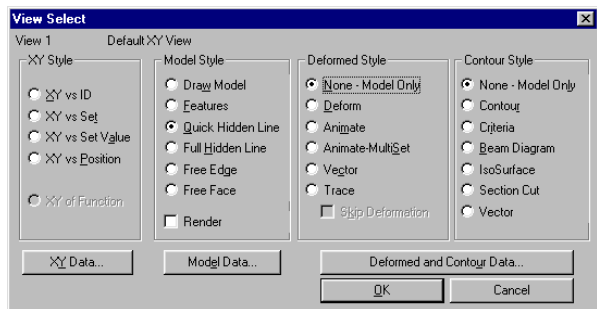 View Select
View 1 Default XY View
XY Style
XY vs ID
XY vs Set
XY vs Set Value
XY vs Position
XY of Function
Model Style
Draw Model
Features
Quick Hidden Line
Full Hidden Line
Free Edge
Free Face
Render
Deformed Style
None - Model Only
Deform
Animate
Animate-MultiSet
Vector
Trace
Skip Deformation
Contour Style
None - Model Only
Contour
Criteria
Beam Diagram
IsoSurface
Section Cut
Vector
XY Data...
Model Data...
Deformed and Contour Data...
OK
Cancel